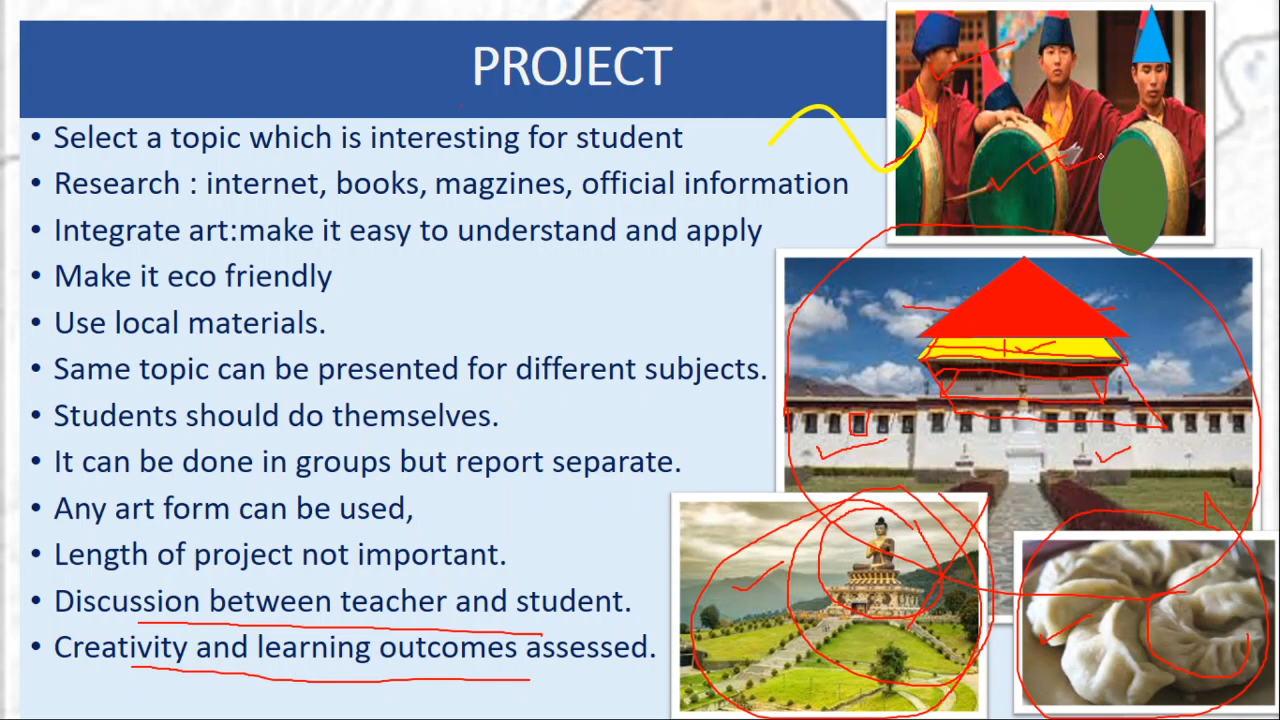 PROJECT
• Select a topic which is interesting for student
• Research : internet, books, magzines, official information
• Integrate art:make it easy to understand and apply
• Make it eco friendly
• Use local materials.
• Same topic can be presented for different subjects.
• Students should do themselves.
• It can be done in groups but report separate.
• Any art form can be used,
• Length of project not important.
• Discussion between teacher and student.
• Creativity and learning outcomes assessed.